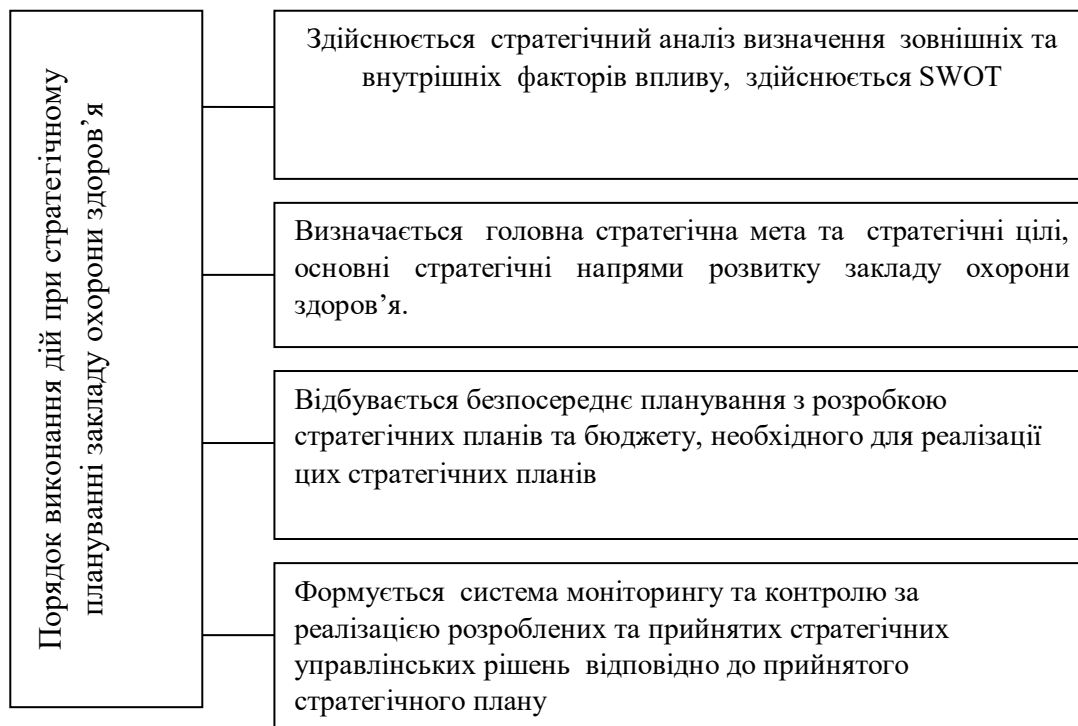 Порядок виконання дій при стратегічному
плануванні закладу охорони здоров’я
Здійснюється стратегічний аналіз визначення зовнішніх та
внутрішніх факторів впливу, здійснюється SWOT
Визначається головна стратегічна мета та стратегічні цілі,
основні стратегічні напрями розвитку закладу охорони
здоров’я.
Відбувається безпосереднє планування з розробкою
стратегічних планів та бюджету, необхідного для реалізації
цих стратегічних планів
Формується система моніторингу та контролю за
реалізацією розроблених та прийнятих стратегічних
управлінських рішень відповідно до прийнятого
стратегічного плану